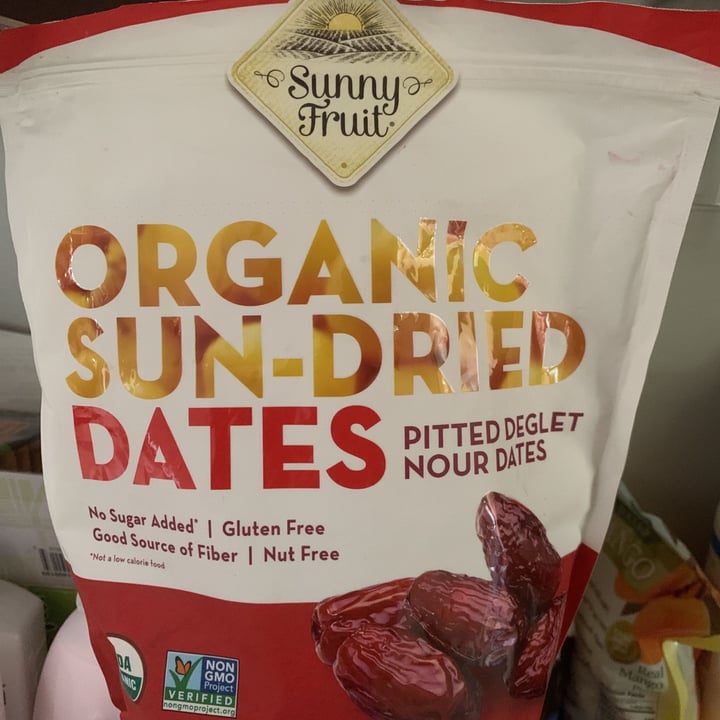 Sunny
Fruit
ORGANIC
SUN-DRIED
DATES
PITTED DEGLET
NOUR DATES
No Sugar Added* | Gluten Free
Good Source of Fiber | Nut Free
*Not a low calorie food
NON
GMO
Project
VERIFIED
nongmoproject.org
Real
Mango